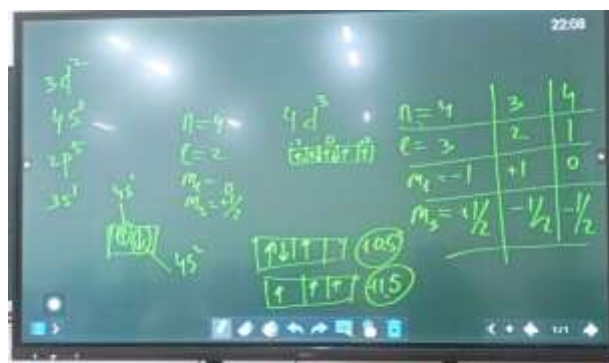 22:08
3d²
4s²
2p⁵
3s¹
4s¹
4s²
n=4
l=2
mₗ=0
mₛ=+1/2
4d³
↑↓ ↑ ↑ +0.5
↑ ↑ ↑ +1.5
n=4 3 4
l=3 2 1
mₗ=-1 +1 0
mₛ=+1/2 -1/2 -1/2
1/1